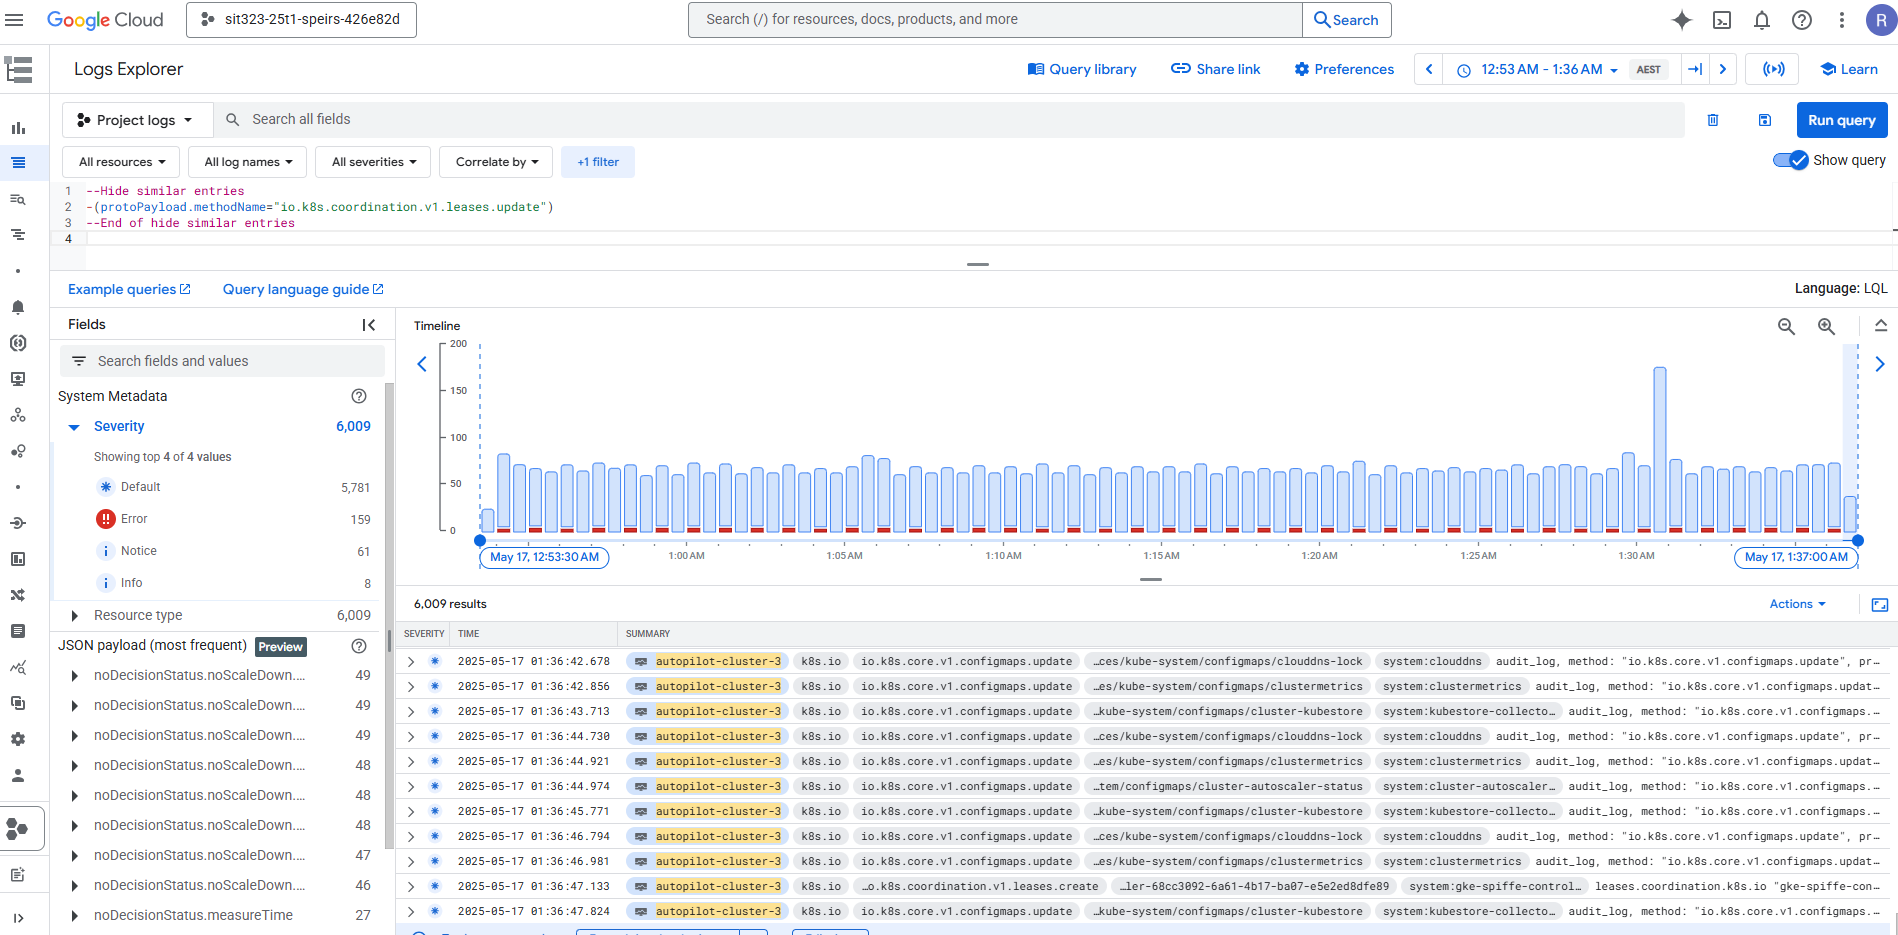 Google Cloud
sit323-25t1-speirs-426e82d
Search (/) for resources, docs, products, and more
Search
R
Logs Explorer
Query library
Share link
Preferences
12:53 AM - 1:36 AM
AEST
Learn
Project logs
Search all fields
Run query
All resources
All log names
All severities
Correlate by
+1 filter
Show query
1 --Hide similar entries
2 -(protoPayload.methodName="io.k8s.coordination.v1.leases.update")
3 --End of hide similar entries
4
Example queries
Query language guide
Language: LQL
Fields
Search fields and values
System Metadata
Severity 6,009
Showing top 4 of 4 values
Default 5,781
Error 159
Notice 61
Info 8
Resource type 6,009
JSON payload (most frequent) Preview
noDecisionStatus.noScaleDown.... 49
noDecisionStatus.noScaleDown.... 49
noDecisionStatus.noScaleDown.... 49
noDecisionStatus.noScaleDown.... 48
noDecisionStatus.noScaleDown.... 48
noDecisionStatus.noScaleDown.... 48
noDecisionStatus.noScaleDown.... 47
noDecisionStatus.noScaleDown.... 46
noDecisionStatus.measureTime 27
Timeline
200
150
100
50
0
May 17, 12:53:30 AM
1:00 AM
1:05 AM
1:10 AM
1:15 AM
1:20 AM
1:25 AM
1:30 AM
May 17, 1:37:00 AM
6,009 results
Actions
SEVERITY TIME SUMMARY
2025-05-17 01:36:42.678 autopilot-cluster-3 k8s.io io.k8s.core.v1.configmaps.update …ces/kube-system/configmaps/clouddns-lock system:clouddns audit_log, method: "io.k8s.core.v1.configmaps.update", pr…
2025-05-17 01:36:42.856 autopilot-cluster-3 k8s.io io.k8s.core.v1.configmaps.update …es/kube-system/configmaps/clustermetrics system:clustermetrics audit_log, method: "io.k8s.core.v1.configmaps.updat…
2025-05-17 01:36:43.713 autopilot-cluster-3 k8s.io io.k8s.core.v1.configmaps.update …kube-system/configmaps/cluster-kubestore system:kubestore-collecto… audit_log, method: "io.k8s.core.v1.configmaps.…
2025-05-17 01:36:44.730 autopilot-cluster-3 k8s.io io.k8s.core.v1.configmaps.update …ces/kube-system/configmaps/clouddns-lock system:clouddns audit_log, method: "io.k8s.core.v1.configmaps.update", pr…
2025-05-17 01:36:44.921 autopilot-cluster-3 k8s.io io.k8s.core.v1.configmaps.update …es/kube-system/configmaps/clustermetrics system:clustermetrics audit_log, method: "io.k8s.core.v1.configmaps.updat…
2025-05-17 01:36:44.974 autopilot-cluster-3 k8s.io io.k8s.core.v1.configmaps.update …tem/configmaps/cluster-autoscaler-status system:cluster-autoscaler… audit_log, method: "io.k8s.core.v1.configmaps.…
2025-05-17 01:36:45.771 autopilot-cluster-3 k8s.io io.k8s.core.v1.configmaps.update …kube-system/configmaps/cluster-kubestore system:kubestore-collecto… audit_log, method: "io.k8s.core.v1.configmaps.…
2025-05-17 01:36:46.794 autopilot-cluster-3 k8s.io io.k8s.core.v1.configmaps.update …ces/kube-system/configmaps/clouddns-lock system:clouddns audit_log, method: "io.k8s.core.v1.configmaps.update", pr…
2025-05-17 01:36:46.981 autopilot-cluster-3 k8s.io io.k8s.core.v1.configmaps.update …es/kube-system/configmaps/clustermetrics system:clustermetrics audit_log, method: "io.k8s.core.v1.configmaps.updat…
2025-05-17 01:36:47.133 autopilot-cluster-3 k8s.io …o.k8s.coordination.v1.leases.create …ler-68cc3092-6a61-4b17-ba07-e5e2ed8dfe89 system:gke-spiffe-control… leases.coordination.k8s.io "gke-spiffe-con…
2025-05-17 01:36:47.824 autopilot-cluster-3 k8s.io io.k8s.core.v1.configmaps.update …kube-system/configmaps/cluster-kubestore system:kubestore-collecto… audit_log, method: "io.k8s.core.v1.configmaps.…